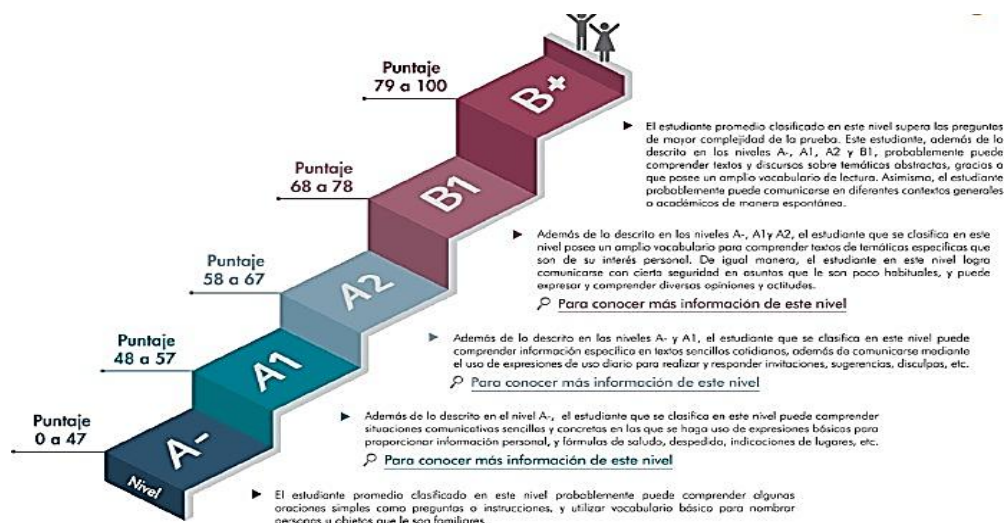 Puntaje
79 a 100
B+
El estudiante promedio clasificado en este nivel supera las preguntas
de mayor complejidad de la prueba. Este estudiante, además de lo
descrito en los niveles A-, A1, A2 y B1, probablemente puede
comprender textos y discursos sobre temáticas abstractas, gracias a
que posee un amplio vocabulario de lectura. Asimismo, el estudiante
probablemente puede comunicarse en diferentes contextos generales
o académicos de manera espontánea.
Puntaje
68 a 78
B1
Además de lo descrito en los niveles A-, A1y A2, el estudiante que se clasifica en este
nivel posee un amplio vocabulario para comprender textos de temáticas específicas que
son de su interés personal. De igual manera, el estudiante en este nivel logra
comunicarse con cierta seguridad en asuntos que le son poco habituales, y puede
expresar y comprender diversas opiniones y actitudes.
Para conocer más información de este nivel
Puntaje
58 a 67
A2
Además de lo descrito en los niveles A- y A1, el estudiante que se clasifica en este nivel puede
comprender información específica en textos sencillos cotidianos, además de comunicarse mediante
el uso de expresiones de uso diario para realizar y responder invitaciones, sugerencias, disculpas, etc.
Para conocer más información de este nivel
Puntaje
48 a 57
A1
Además de lo descrito en el nivel A-, el estudiante que se clasifica en este nivel puede comprender
situaciones comunicativas sencillas y concretas en las que se haga uso de expresiones básicas para
proporcionar información personal, y fórmulas de saludo, despedida, indicaciones de lugares, etc.
Para conocer más información de este nivel
Puntaje
0 a 47
A-
Nivel
El estudiante promedio clasificado en este nivel probablemente puede comprender algunas
oraciones simples como preguntas o instrucciones, y utilizar vocabulario básico para nombrar
personas u objetos que le son familiares.